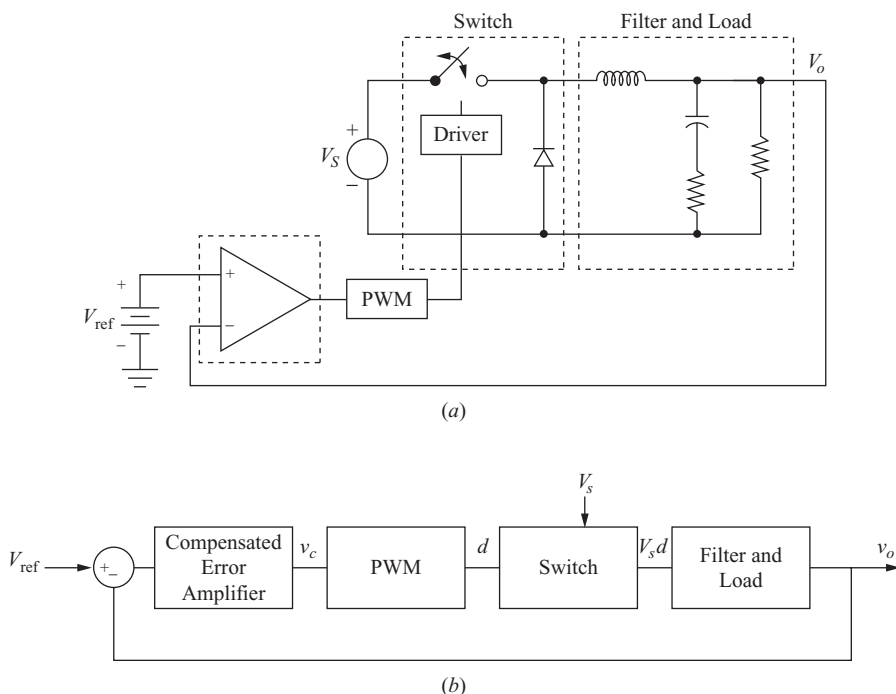 Switch
Filter and Load
V_o
+
V_S
−
Driver
+
V_ref
−
+
−
PWM
(a)
V_s
V_ref
+
−
Compensated
Error
Amplifier
v_c
PWM
d
Switch
V_s d
Filter and
Load
v_o
(b)